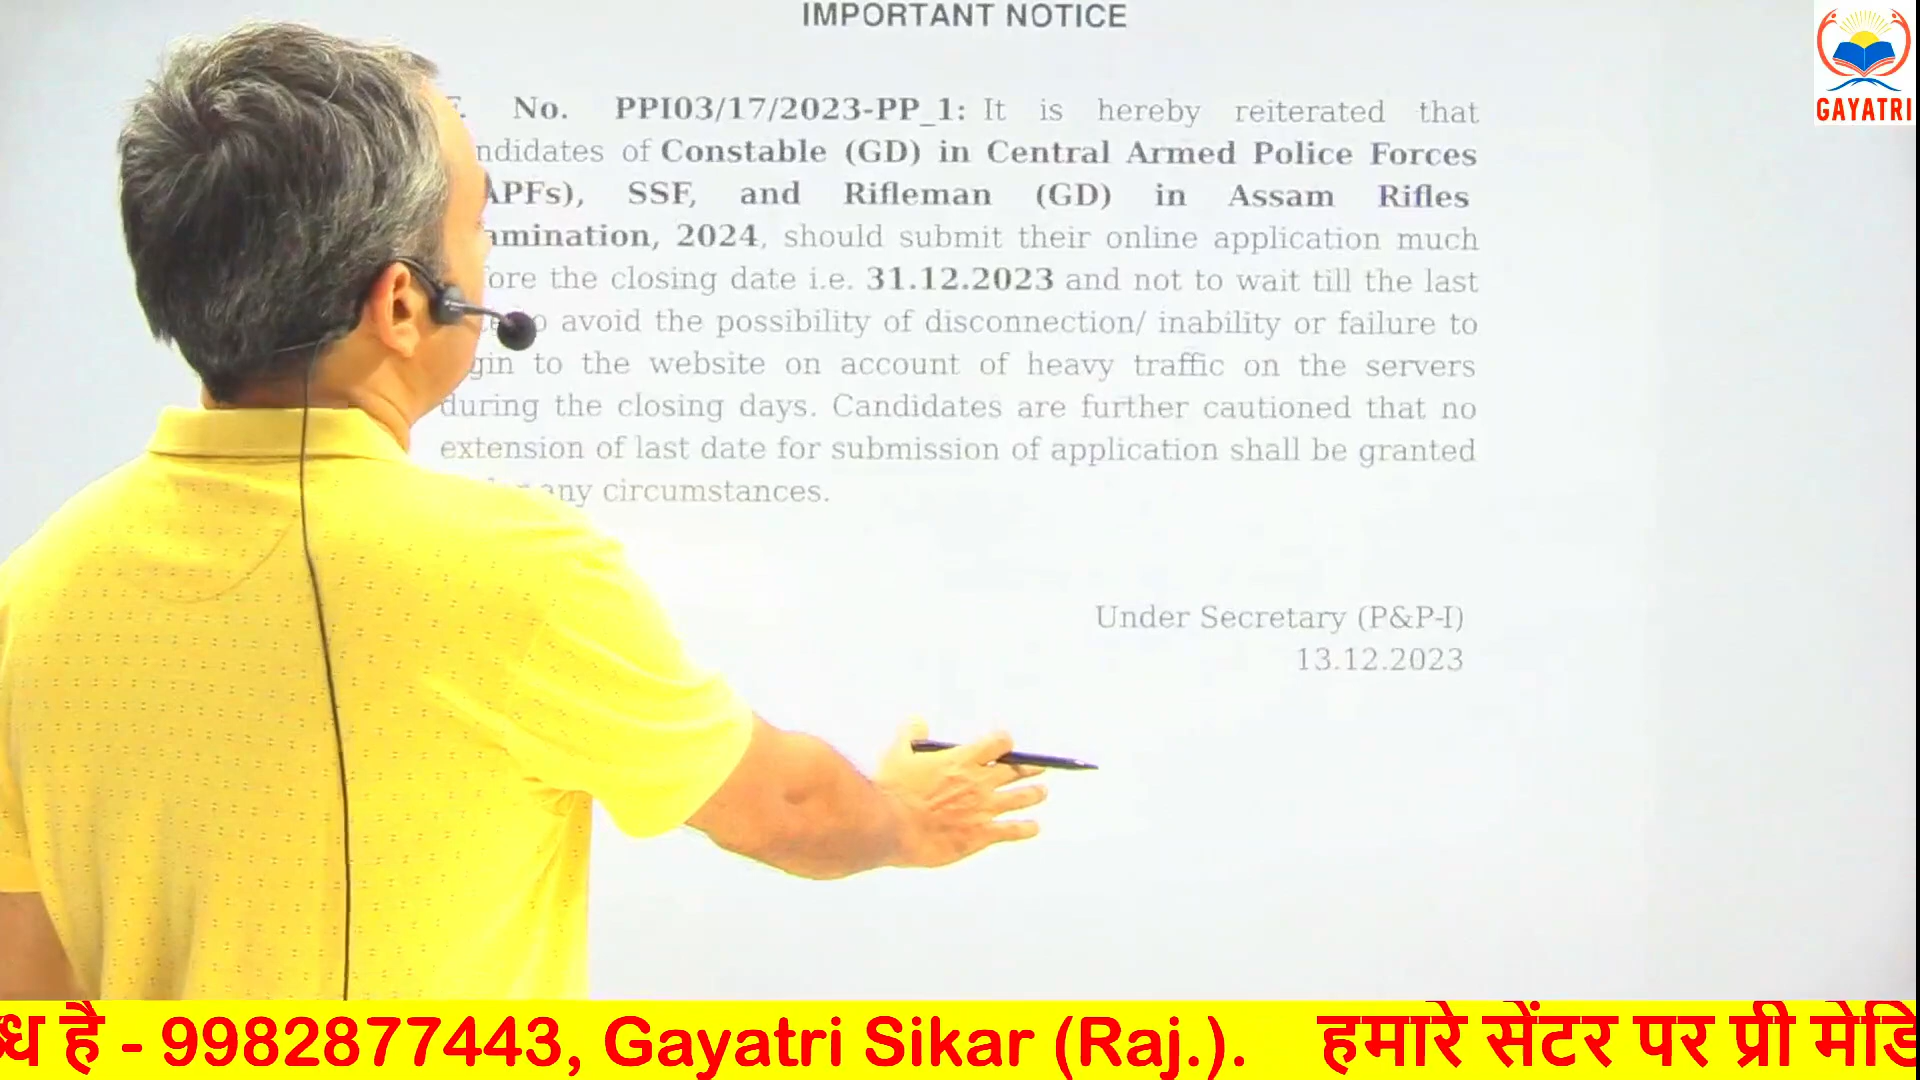 IMPORTANT NOTICE
GAYATRI
No. PPI03/17/2023-PP_1: It is hereby reiterated that
of Constable (GD) in Central Armed Police Forces
SSF, and Rifleman (GD) in Assam Rifles
2024, should submit their online application much
the closing date i.e. 31.12.2023 and not to wait till the last
avoid the possibility of disconnection/ inability or failure to
to the website on account of heavy traffic on the servers
during the closing days. Candidates are further cautioned that no
extension of last date for submission of application shall be granted
any circumstances.
Under Secretary (P&P-I)
13.12.2023
है - 9982877443, Gayatri Sikar (Raj.). हमारे सेंटर पर प्री